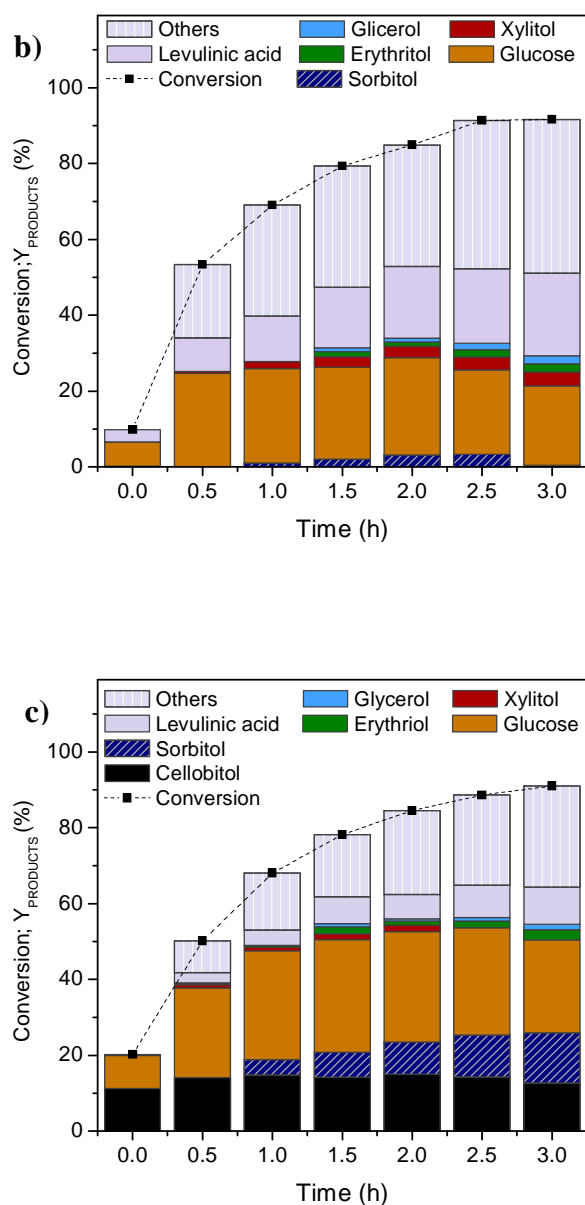 b)
Others Glicerol Xylitol
Levulinic acid Erythritol Glucose
Conversion Sorbitol
100
80
60
40
20
0
Conversion;Y_PRODUCTS (%)
0.0 0.5 1.0 1.5 2.0 2.5 3.0
Time (h)
c)
Others Glycerol Xylitol
Levulinic acid Erythriol Glucose
Sorbitol
Cellobitol
Conversion
100
80
60
40
20
0
Conversion; Y_PRODUCTS (%)
0.0 0.5 1.0 1.5 2.0 2.5 3.0
Time (h)